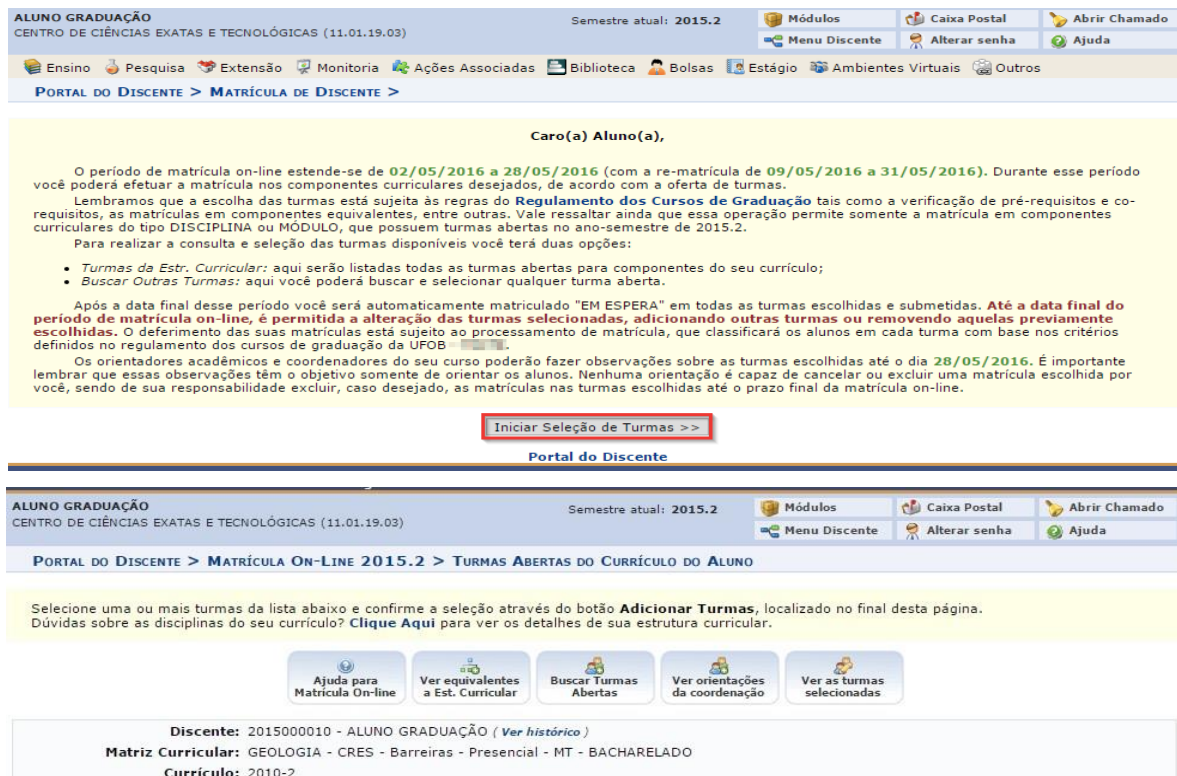 ALUNO GRADUAÇÃO
CENTRO DE CIÊNCIAS EXATAS E TECNOLÓGICAS (11.01.19.03)
Semestre atual: 2015.2
Módulos
Caixa Postal
Abrir Chamado
Menu Discente
Alterar senha
Ajuda
Ensino Pesquisa Extensão Monitoria Ações Associadas Biblioteca Bolsas Estágio Ambientes Virtuais Outros
PORTAL DO DISCENTE > MATRÍCULA DE DISCENTE >
Caro(a) Aluno(a),
O período de matrícula on-line estende-se de 02/05/2016 a 28/05/2016 (com a re-matrícula de 09/05/2016 a 31/05/2016). Durante esse período
você poderá efetuar a matrícula nos componentes curriculares desejados, de acordo com a oferta de turmas.
Lembramos que a escolha das turmas está sujeita às regras do Regulamento dos Cursos de Graduação tais como a verificação de pré-requisitos e co-
requisitos, as matrículas em componentes equivalentes, entre outras. Vale ressaltar ainda que essa operação permite somente a matrícula em componentes
curriculares do tipo DISCIPLINA ou MÓDULO, que possuem turmas abertas no ano-semestre de 2015.2.
Para realizar a consulta e seleção das turmas disponíveis você terá duas opções:
• Turmas da Estr. Curricular: aqui serão listadas todas as turmas abertas para componentes do seu currículo;
• Buscar Outras Turmas: aqui você poderá buscar e selecionar qualquer turma aberta.
Após a data final desse período você será automaticamente matriculado "EM ESPERA" em todas as turmas escolhidas e submetidas. Até a data final do
período de matrícula on-line, é permitida a alteração das turmas selecionadas, adicionando outras turmas ou removendo aquelas previamente
escolhidas. O deferimento das suas matrículas está sujeito ao processamento de matrícula, que classificará os alunos em cada turma com base nos critérios
definidos no regulamento dos cursos de graduação da UFOB .
Os orientadores acadêmicos e coordenadores do seu curso poderão fazer observações sobre as turmas escolhidas até o dia 28/05/2016. É importante
lembrar que essas observações têm o objetivo somente de orientar os alunos. Nenhuma orientação é capaz de cancelar ou excluir uma matrícula escolhida por
você, sendo de sua responsabilidade excluir, caso desejado, as matrículas nas turmas escolhidas até o prazo final da matrícula on-line.
Iniciar Seleção de Turmas >>
Portal do Discente
ALUNO GRADUAÇÃO
CENTRO DE CIÊNCIAS EXATAS E TECNOLÓGICAS (11.01.19.03)
Semestre atual: 2015.2
Módulos
Caixa Postal
Abrir Chamado
Menu Discente
Alterar senha
Ajuda
PORTAL DO DISCENTE > MATRÍCULA ON-LINE 2015.2 > TURMAS ABERTAS DO CURRÍCULO DO ALUNO
Selecione uma ou mais turmas da lista abaixo e confirme a seleção através do botão Adicionar Turmas, localizado no final desta página.
Dúvidas sobre as disciplinas do seu currículo? Clique Aqui para ver os detalhes de sua estrutura curricular.
Ajuda para
Matrícula On-line
Ver equivalentes
a Est. Curricular
Buscar Turmas
Abertas
Ver orientações
da coordenação
Ver as turmas
selecionadas
Discente: 2015000010 - ALUNO GRADUAÇÃO ( Ver histórico )
Matriz Curricular: GEOLOGIA - CRES - Barreiras - Presencial - MT - BACHARELADO
Currículo: 2010-2